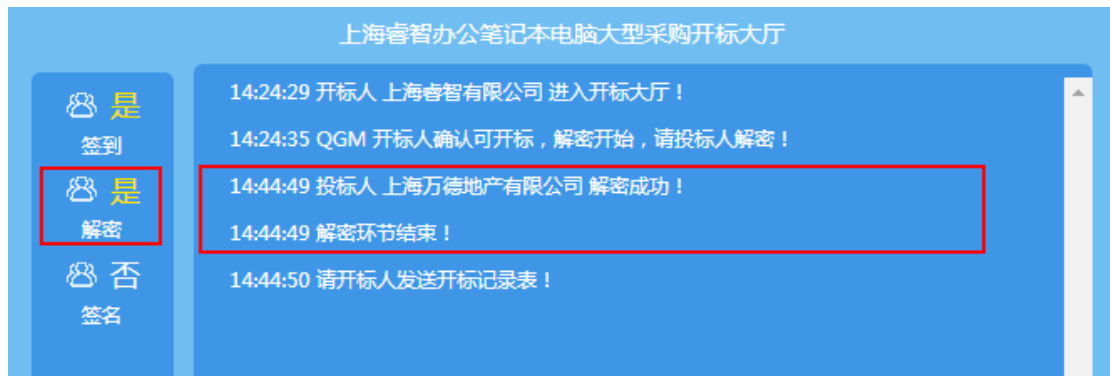 上海睿智办公笔记本电脑大型采购开标大厅
是
签到
是
解密
否
签名
14:24:29 开标人 上海睿智有限公司 进入开标大厅！
14:24:35 QGM 开标人确认可开标，解密开始，请投标人解密！
14:44:49 投标人 上海万德地产有限公司 解密成功！
14:44:49 解密环节结束！
14:44:50 请开标人发送开标记录表！